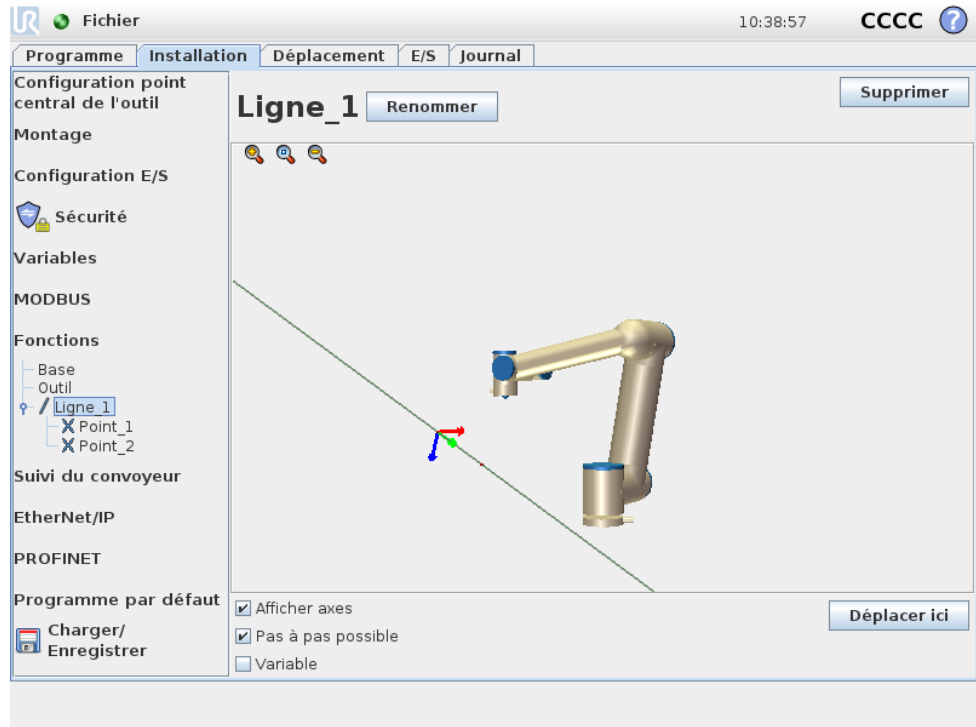 UR Fichier 10:38:57 CCCC ?
Programme Installation Déplacement E/S Journal
Configuration point
central de l'outil
Montage
Configuration E/S
Sécurité
Variables
MODBUS
Fonctions
Base
Outil
Ligne_1
Point_1
Point_2
Suivi du convoyeur
EtherNet/IP
PROFINET
Programme par défaut
Charger/
Enregistrer
Ligne_1 Renommer Supprimer
Afficher axes
Pas à pas possible
Variable
Déplacer ici